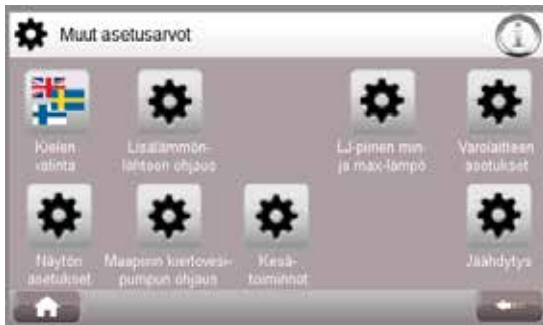 Muut asetusarvot
Kielen
valinta
Lisälämmön-
lähteen ohjaus
LJ-piirien min-
ja max-lämpö
Varolaitteen
asetukset
Näytön
asetukset
Maapiirin kiertovesi-
pumpun ohjaus
Kesä-
toiminnot
Jäähdytys